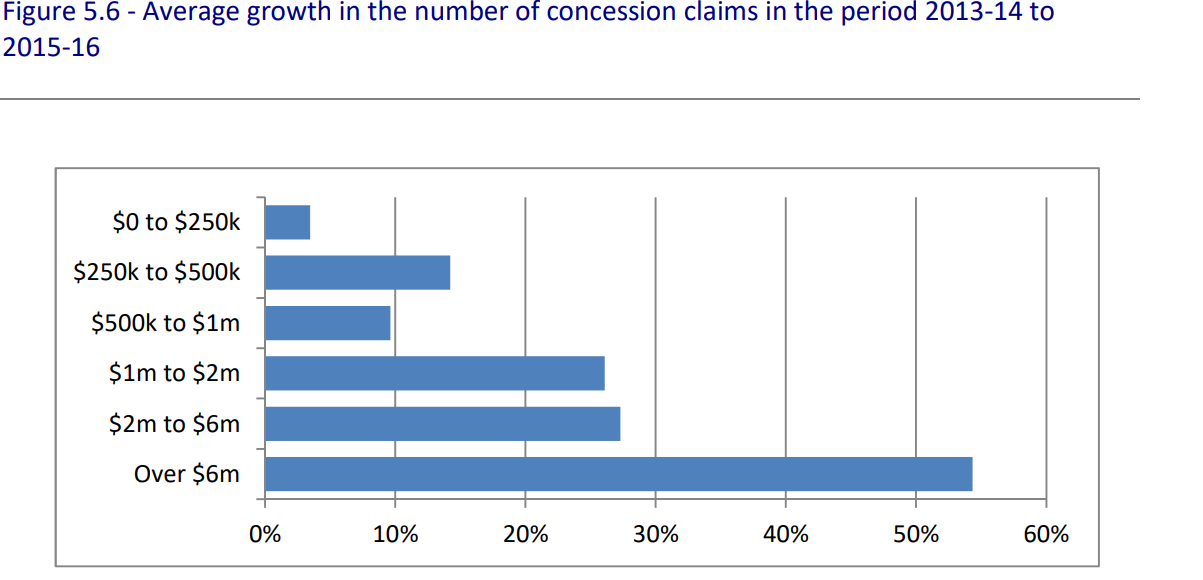 Figure 5.6 - Average growth in the number of concession claims in the period 2013-14 to
2015-16
$0 to $250k
$250k to $500k
$500k to $1m
$1m to $2m
$2m to $6m
Over $6m
0% 10% 20% 30% 40% 50% 60%